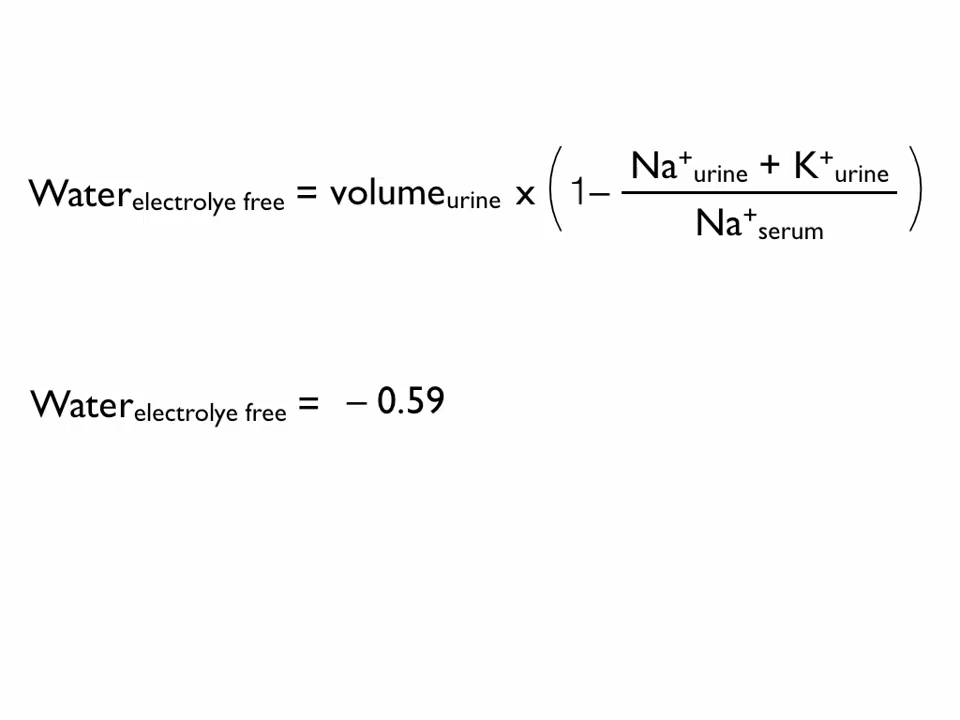 Water electrolye free = volume urine x ( 1– Na+ urine + K+ urine / Na+ serum )
Water electrolye free = – 0.59